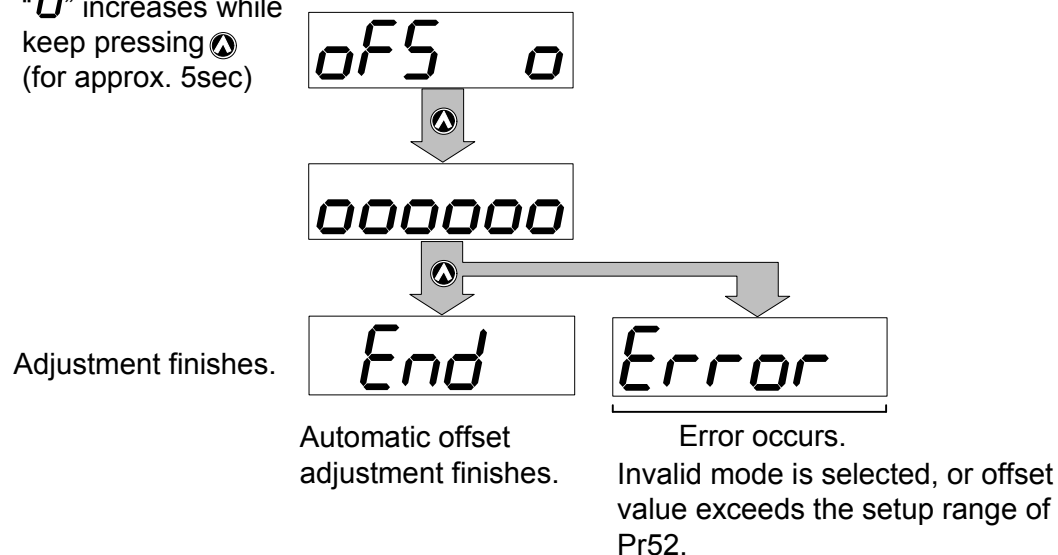 "o" increases while
keep pressing
(for approx. 5sec)
oFS o
oooooo
Adjustment finishes.
End
Error
Automatic offset
adjustment finishes.
Error occurs.
Invalid mode is selected, or offset
value exceeds the setup range of
Pr52.